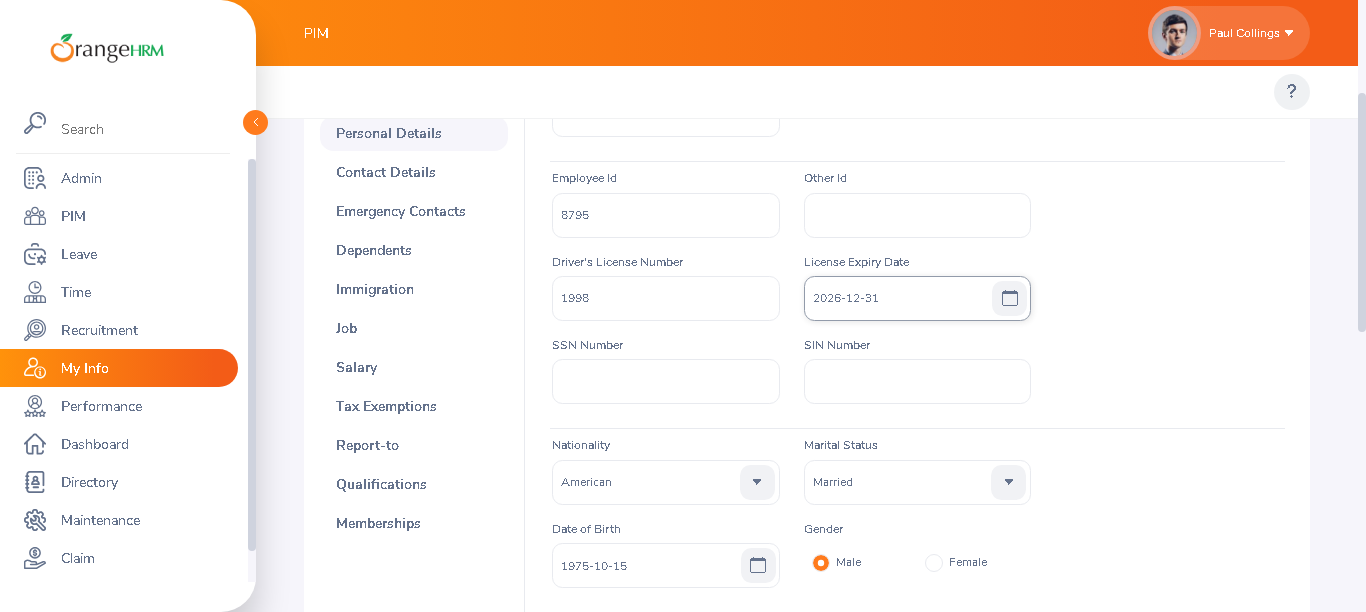 OrangeHRM
Search
Admin
PIM
Leave
Time
Recruitment
My Info
Performance
Dashboard
Directory
Maintenance
Claim
PIM
Paul Collings
?
Personal Details
Contact Details
Emergency Contacts
Dependents
Immigration
Job
Salary
Tax Exemptions
Report-to
Qualifications
Memberships
Employee Id
Other Id
8795
Driver's License Number
License Expiry Date
1998
2026-12-31
SSN Number
SIN Number
Nationality
Marital Status
American
Married
Date of Birth
Gender
1975-10-15
Male
Female